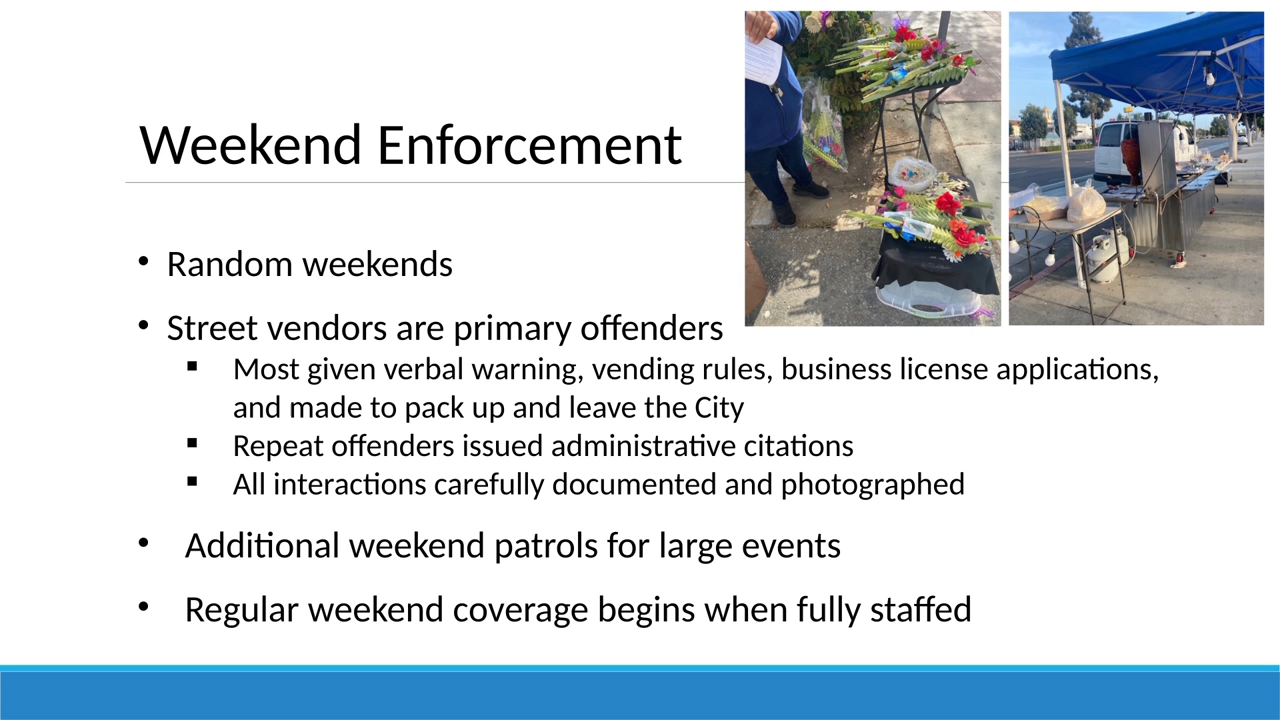 Weekend Enforcement
• Random weekends
• Street vendors are primary offenders
▪ Most given verbal warning, vending rules, business license applications,
and made to pack up and leave the City
▪ Repeat offenders issued administrative citations
▪ All interactions carefully documented and photographed
• Additional weekend patrols for large events
• Regular weekend coverage begins when fully staffed